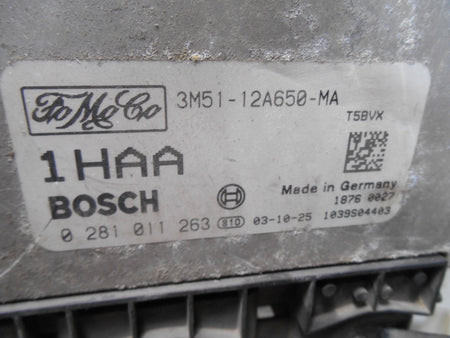 FoMoCo 3M51-12A650-MA
T5BVX
1HAA
BOSCH
Made in Germany
1876 0027
0 281 011 263 810 03-10-25 1039S04403